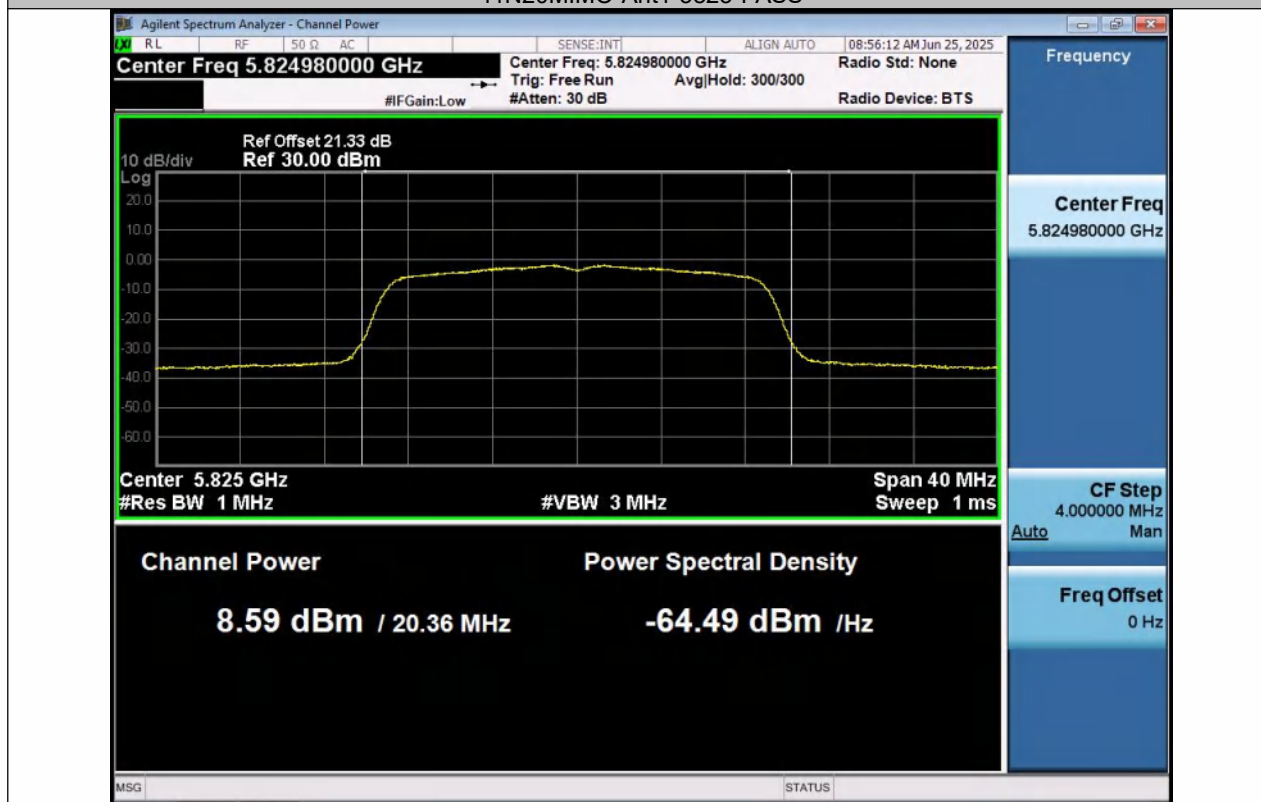 Agilent Spectrum Analyzer - Channel Power
LXI RL RF 50 Ω AC SENSE:INT ALIGN AUTO 08:56:12 AM Jun 25, 2025
Center Freq 5.824980000 GHz
Center Freq: 5.824980000 GHz
Radio Std: None
Trig: Free Run Avg|Hold: 300/300
#IFGain:Low
#Atten: 30 dB
Radio Device: BTS
Ref Offset 21.33 dB
10 dB/div Ref 30.00 dBm
Log
20.0
10.0
0.00
-10.0
-20.0
-30.0
-40.0
-50.0
-60.0
Center 5.825 GHz Span 40 MHz
#Res BW 1 MHz #VBW 3 MHz Sweep 1 ms
Channel Power Power Spectral Density
8.59 dBm / 20.36 MHz -64.49 dBm /Hz
MSG STATUS
Frequency
Center Freq
5.824980000 GHz
CF Step
4.000000 MHz
Auto Man
Freq Offset
0 Hz